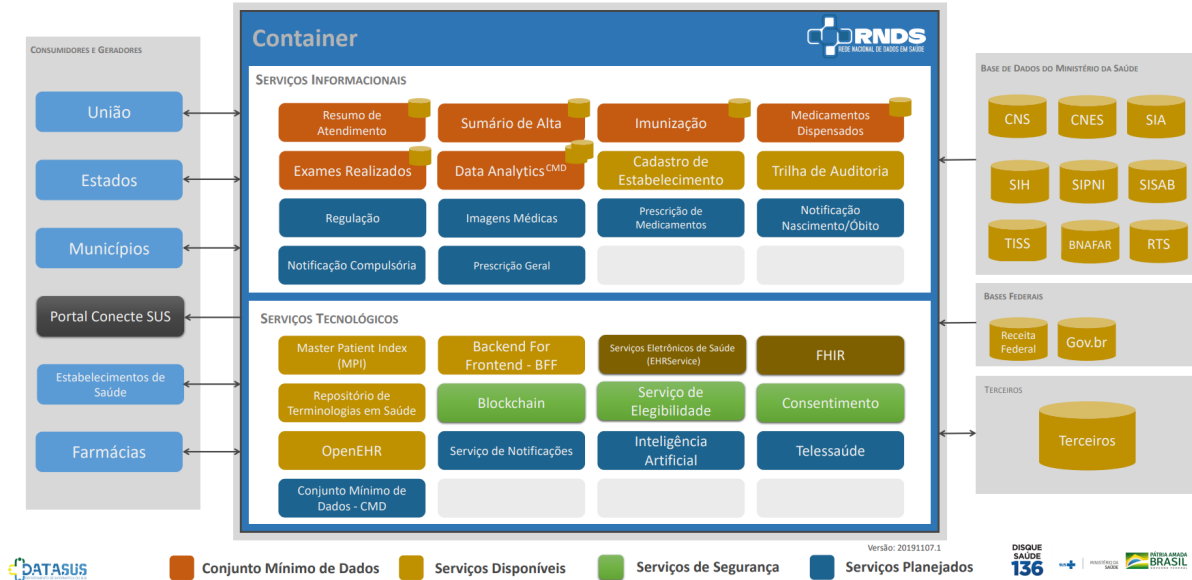 CONSUMIDORES E GERADORES
União
Estados
Municípios
Portal Conecte SUS
Estabelecimentos de
Saúde
Farmácias
Container
RNDS
REDE NACIONAL DE DADOS EM SAÚDE
SERVIÇOS INFORMACIONAIS
Resumo de
Atendimento
Sumário de Alta
Imunização
Medicamentos
Dispensados
Exames Realizados
Data Analytics CMD
Cadastro de
Estabelecimento
Trilha de Auditoria
Regulação
Imagens Médicas
Prescrição de
Medicamentos
Notificação
Nascimento/Óbito
Notificação Compulsória
Prescrição Geral
SERVIÇOS TECNOLÓGICOS
Master Patient Index
(MPI)
Backend For
Frontend - BFF
Serviços Eletrônicos de Saúde
(EHRService)
FHIR
Repositório de
Terminologias em Saúde
Blockchain
Serviço de
Elegibilidade
Consentimento
OpenEHR
Serviço de Notificações
Inteligência
Artificial
Telessaúde
Conjunto Mínimo de
Dados - CMD
BASE DE DADOS DO MINISTÉRIO DA SAÚDE
CNS
CNES
SIA
SIH
SIPNI
SISAB
TISS
BNAFAR
RTS
BASES FEDERAIS
Receita
Federal
Gov.br
TERCEIROS
Terceiros
Versão: 20191107.1
DATASUS
Conjunto Mínimo de Dados
Serviços Disponíveis
Serviços de Segurança
Serviços Planejados
DISQUE
SAÚDE
136
SUS
MINISTÉRIO DA
SAÚDE
PÁTRIA AMADA
BRASIL